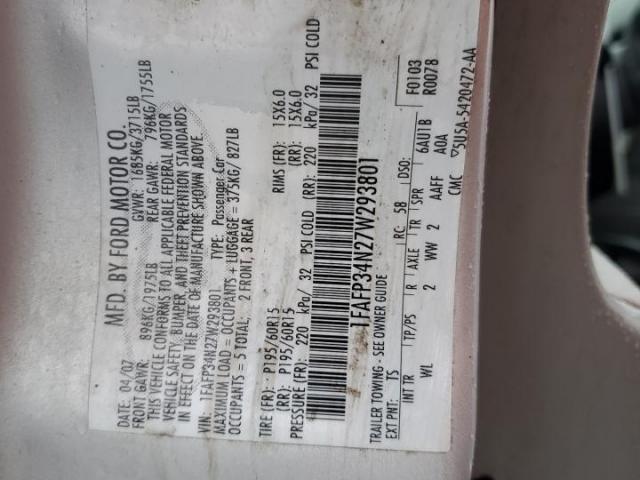 MFD. BY FORD MOTOR CO.
DATE: 04/07 GVWR: 1685KG/3715LB
FRONT GAWR: 896KG/1975LB REAR GAWR: 796KG/1755LB
THIS VEHICLE CONFORMS TO ALL APPLICABLE FEDERAL MOTOR
VEHICLE SAFETY, BUMPER, AND THEFT PREVENTION STANDARDS
IN EFFECT ON THE DATE OF MANUFACTURE SHOWN ABOVE.
VIN: 1FAFP34N27W293801 TYPE: Passenger Car
MAXIMUM LOAD = OCCUPANTS + LUGGAGE = 375KG/ 827LB
OCCUPANTS = 5 TOTAL, 2 FRONT, 3 REAR
TIRE (FR): P195/60R15 RIMS (FR): 15X6.0
(RR): P195/60R15 (RR): 15X6.0
PRESSURE (FR): 220 kPa/ 32 PSI COLD (RR): 220 kPa/ 32 PSI COLD
1FAFP34N27W293801
TRAILER TOWING - SEE OWNER GUIDE F0103
EXT PNT: TS RC: 5B DSO: R0078
INT TR TP/PS R AXLE TR SPR 6AU1B
WL 2 WW 2 AAFF A0A
CMC 5U5A-5420472-AA